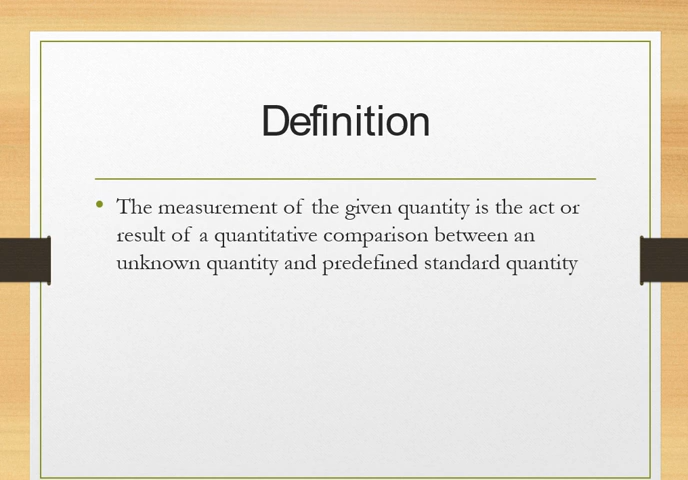 Definition
• The measurement of the given quantity is the act or
result of a quantitative comparison between an
unknown quantity and predefined standard quantity